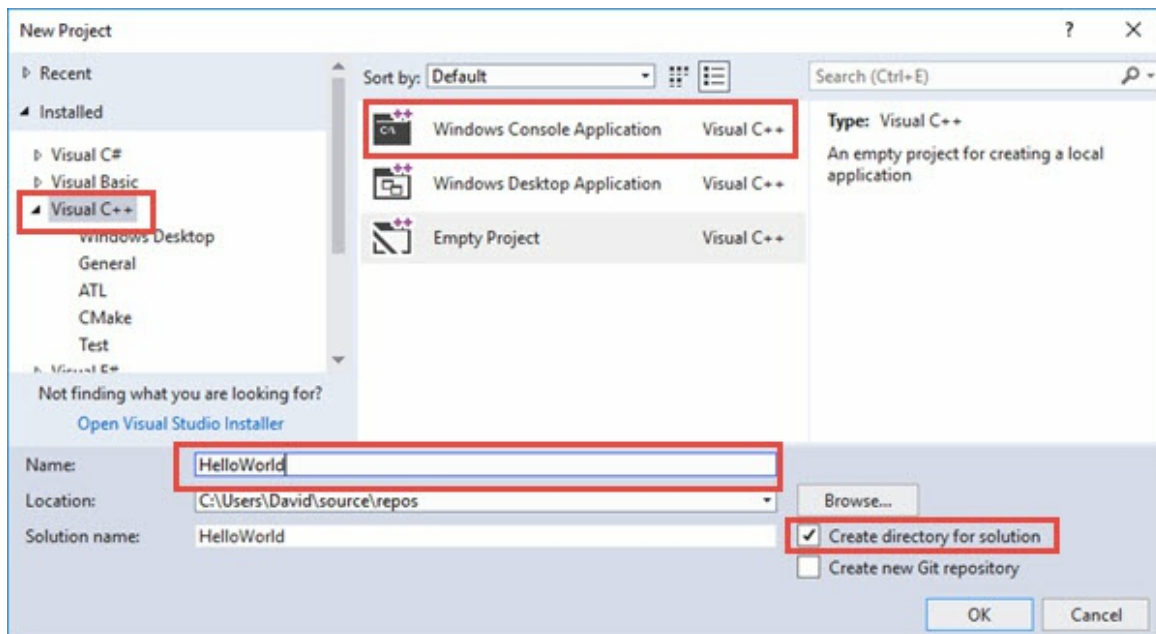 New Project
? ×
Recent
Installed
Visual C#
Visual Basic
Visual C++
Windows Desktop
General
ATL
CMake
Test
Not finding what you are looking for?
Open Visual Studio Installer
Sort by: Default
C:\ Windows Console Application Visual C++
Windows Desktop Application Visual C++
Empty Project Visual C++
Search (Ctrl+E)
Type: Visual C++
An empty project for creating a local
application
Name: HelloWorld
Location: C:\Users\David\source\repos
Browse...
Solution name: HelloWorld
Create directory for solution
Create new Git repository
OK Cancel